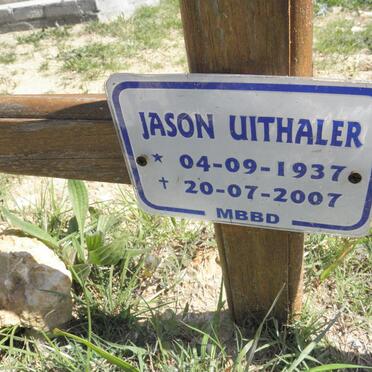 JASON UITHALER
★ 04-09-1937
✝ 20-07-2007
MBBD